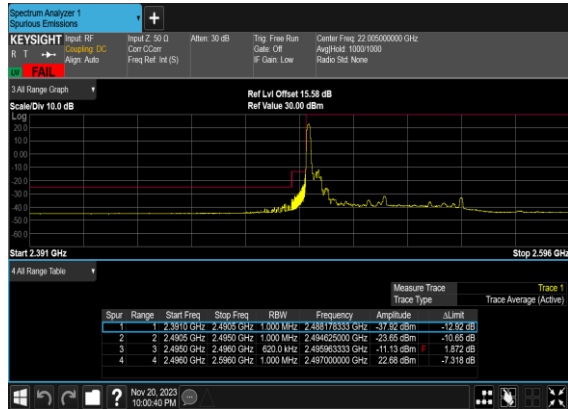 Spectrum Analyzer 1
Spurious Emissions
+
KEYSIGHT Input: RF Input Z: 50 Ω Atten: 30 dB Trig: Free Run Center Freq: 22.005000000 GHz
R T Coupling: DC Corr CCorr Gate: Off Avg|Hold: 1000/1000
Align: Auto Freq Ref: Int (S) IF Gain: Low Radio Std: None
LV FAIL
3 All Range Graph
Ref Lvl Offset 15.58 dB
Scale/Div 10.0 dB Ref Value 30.00 dBm
Log
20.0
10.0
0.00
-10.0
-20.0
-30.0
-40.0
-50.0
-60.0
Start 2.391 GHz Stop 2.596 GHz
4 All Range Table
Measure Trace Trace 1
Trace Type Trace Average (Active)
Spur Range Start Freq Stop Freq RBW Frequency Amplitude ΔLimit
1 1 2.3910 GHz 2.4905 GHz 1.000 MHz 2.488178333 GHz -37.92 dBm -12.92 dB
2 2 2.4905 GHz 2.4950 GHz 1.000 MHz 2.494625000 GHz -23.65 dBm -10.65 dB
3 3 2.4950 GHz 2.4960 GHz 620.0 kHz 2.495963333 GHz -11.13 dBm F 1.872 dB
4 4 2.4960 GHz 2.5960 GHz 1.000 MHz 2.497000000 GHz 22.68 dBm -7.318 dB
? Nov 20, 2023
10:00:40 PM